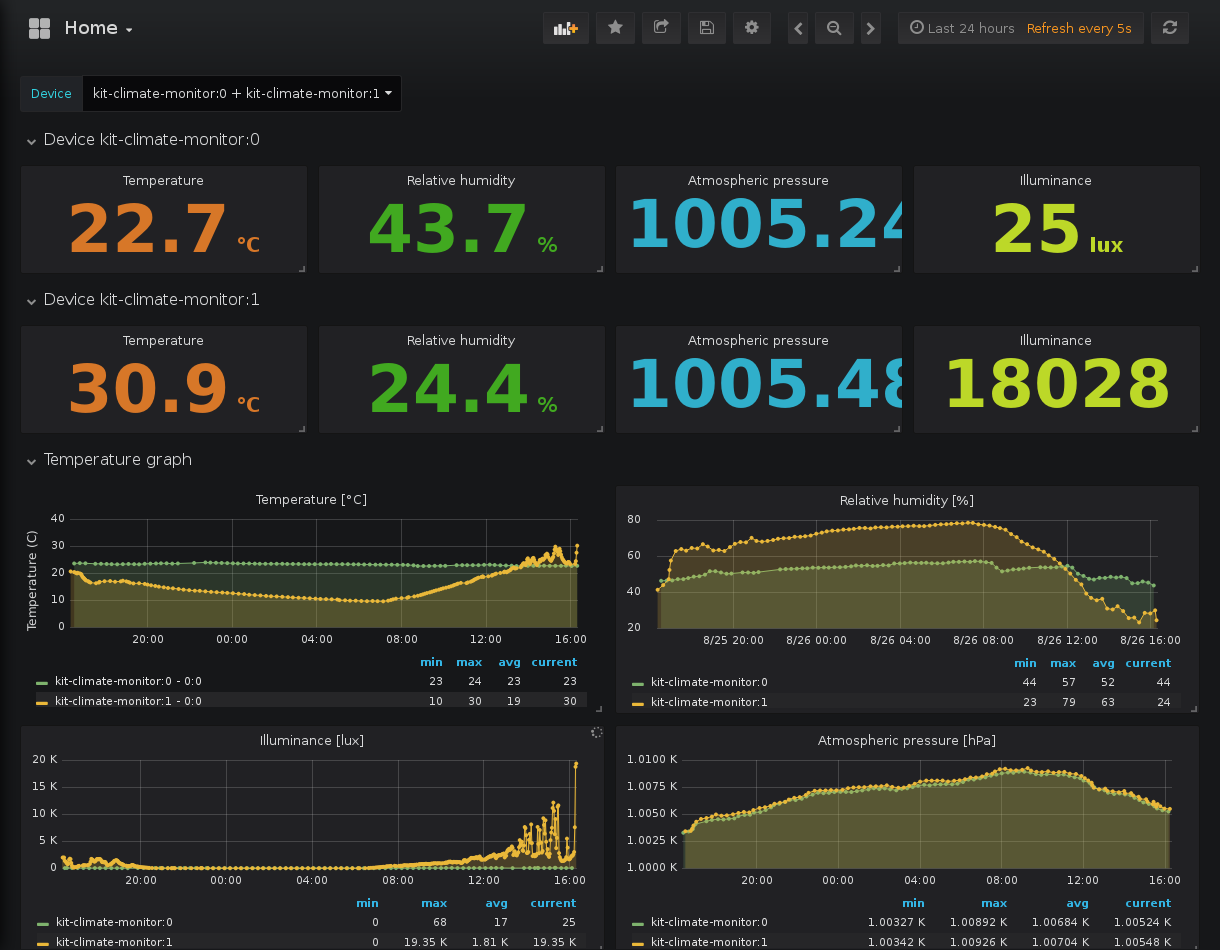 Home
Last 24 hours Refresh every 5s
Device kit-climate-monitor:0 + kit-climate-monitor:1
Device kit-climate-monitor:0
Temperature Relative humidity Atmospheric pressure Illuminance
22.7 °C 43.7 % 1005.24 25 lux
Device kit-climate-monitor:1
Temperature Relative humidity Atmospheric pressure Illuminance
30.9 °C 24.4 % 1005.48 18028
Temperature graph
Temperature [°C]
Temperature (C)
40
30
20
10
0
20:00 00:00 04:00 08:00 12:00 16:00
min max avg current
kit-climate-monitor:0 - 0:0 23 24 23 23
kit-climate-monitor:1 - 0:0 10 30 19 30
Relative humidity [%]
80
60
40
20
8/25 20:00 8/26 00:00 8/26 04:00 8/26 08:00 8/26 12:00 8/26 16:00
min max avg current
kit-climate-monitor:0 44 57 52 44
kit-climate-monitor:1 23 79 63 24
Illuminance [lux]
20 K
15 K
10 K
5 K
0
20:00 00:00 04:00 08:00 12:00 16:00
min max avg current
kit-climate-monitor:0 0 68 17 25
kit-climate-monitor:1 0 19.35 K 1.81 K 19.35 K
Atmospheric pressure [hPa]
1.0100 K
1.0075 K
1.0050 K
1.0025 K
1.0000 K
20:00 00:00 04:00 08:00 12:00 16:00
min max avg current
kit-climate-monitor:0 1.00327 K 1.00892 K 1.00684 K 1.00524 K
kit-climate-monitor:1 1.00342 K 1.00926 K 1.00704 K 1.00548 K